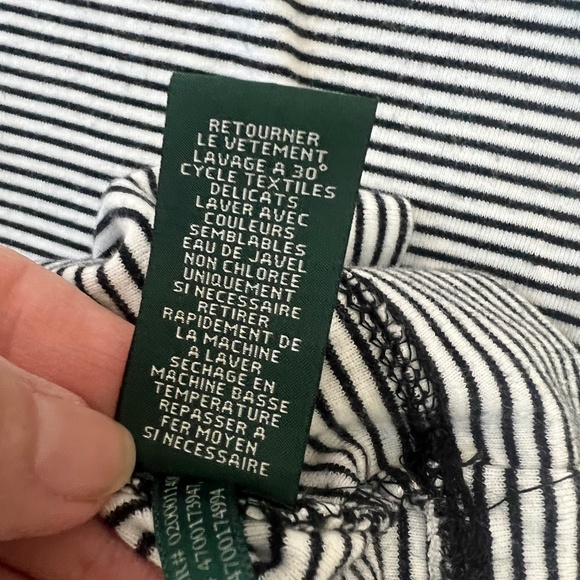 RETOURNER
LE VETEMENT
LAVAGE A 30°
CYCLE TEXTILES
DELICATS
LAVER AVEC
COULEURS
SEMBLABLES
EAU DE JAVEL
NON CHLOREE
UNIQUEMENT
SI NECESSAIRE
RETIRER
RAPIDEMENT DE
LA MACHINE
A LAVER
SECHAGE EN
MACHINE BASSE
TEMPERATURE
REPASSER A
FER MOYEN
SI NECESSAIRE